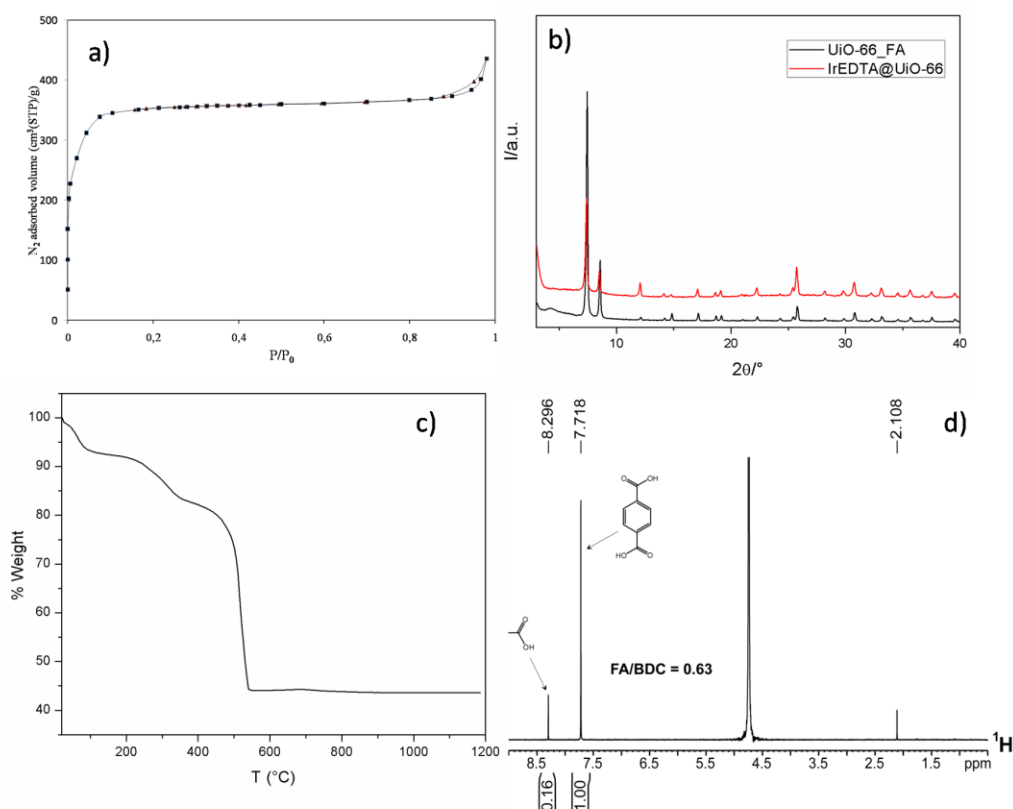 a)
N₂ adsorbed volume (cm³(STP)/g)
500
400
300
200
100
0
0 0,2 0,4 0,6 0,8 1
P/P₀
b)
UiO-66_FA
IrEDTA@UiO-66
I/a.u.
10 20 30 40
2θ/°
c)
% Weight
100
90
80
70
60
50
40
200 400 600 800 1000 1200
T (°C)
d)
8.296
7.718
2.108
O
OH
HO
O
O
OH
FA/BDC = 0.63
¹H
8.5 7.5 6.5 5.5 4.5 3.5 2.5 1.5 ppm
0.16
1.00